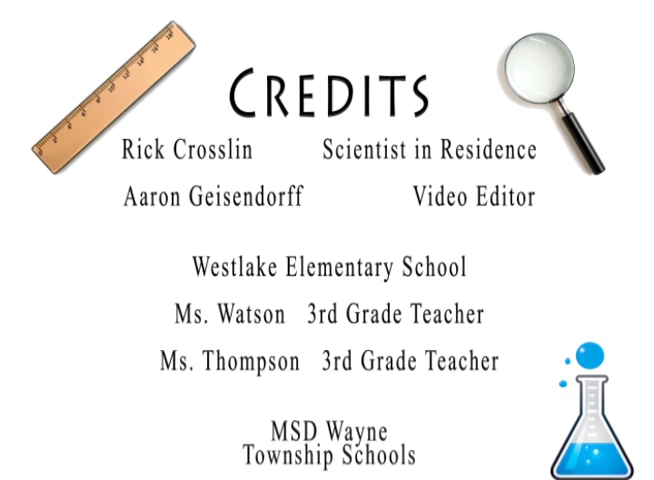 CREDITS
Rick Crosslin Scientist in Residence
Aaron Geisendorff Video Editor
Westlake Elementary School
Ms. Watson 3rd Grade Teacher
Ms. Thompson 3rd Grade Teacher
MSD Wayne
Township Schools